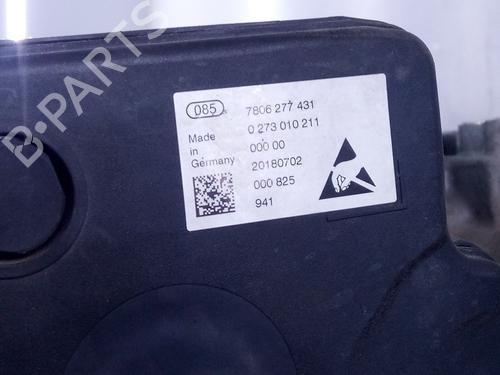 B-PARTS
085 7806 277 431
Made 0 273 010 211
in 000 00
Germany 20180702
000 825
941